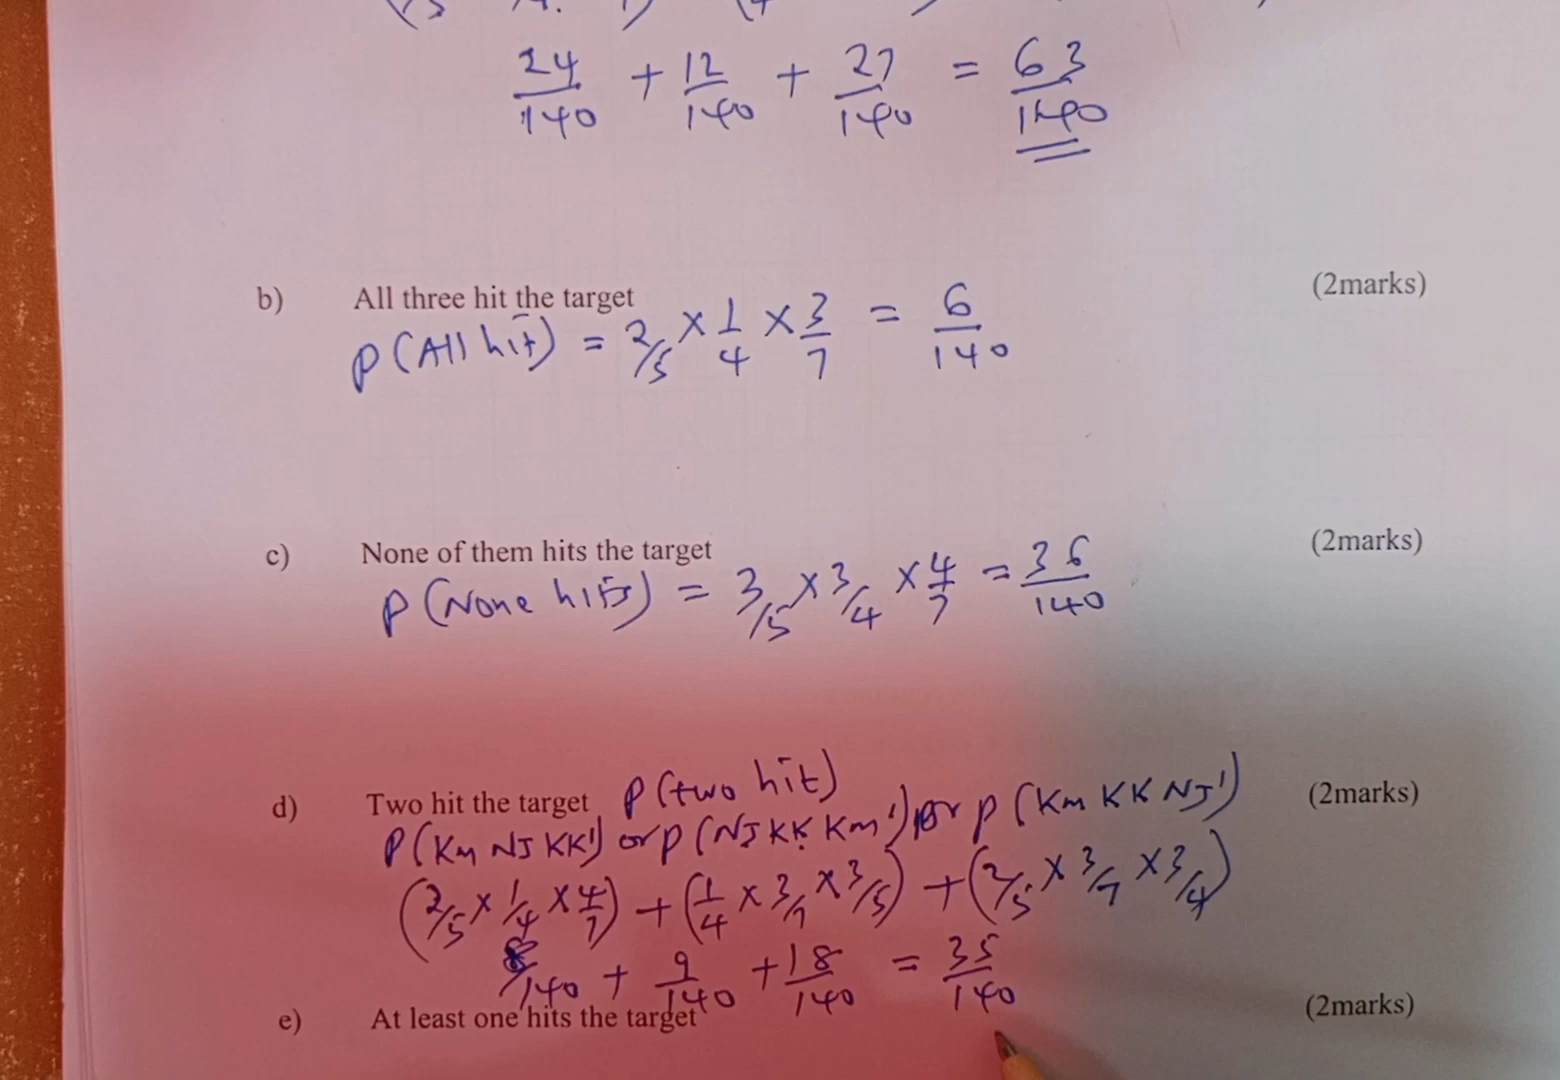 24/140 + 12/140 + 27/140 = 63/140
b) All three hit the target (2marks)
P(All hit) = 2/5 × 1/4 × 3/7 = 6/140
c) None of them hits the target (2marks)
P(None hits) = 3/5 × 3/4 × 4/7 = 36/140
d) Two hit the target P(two hit) (2marks)
P(Km NJ KK') or P(NJ KK Km') or P(Km KK NJ')
(2/5 × 1/4 × 4/7) + (1/4 × 3/7 × 3/5) + (2/5 × 3/7 × 3/4)
8/140 + 9/140 + 18/140 = 35/140
e) At least one hits the target (2marks)